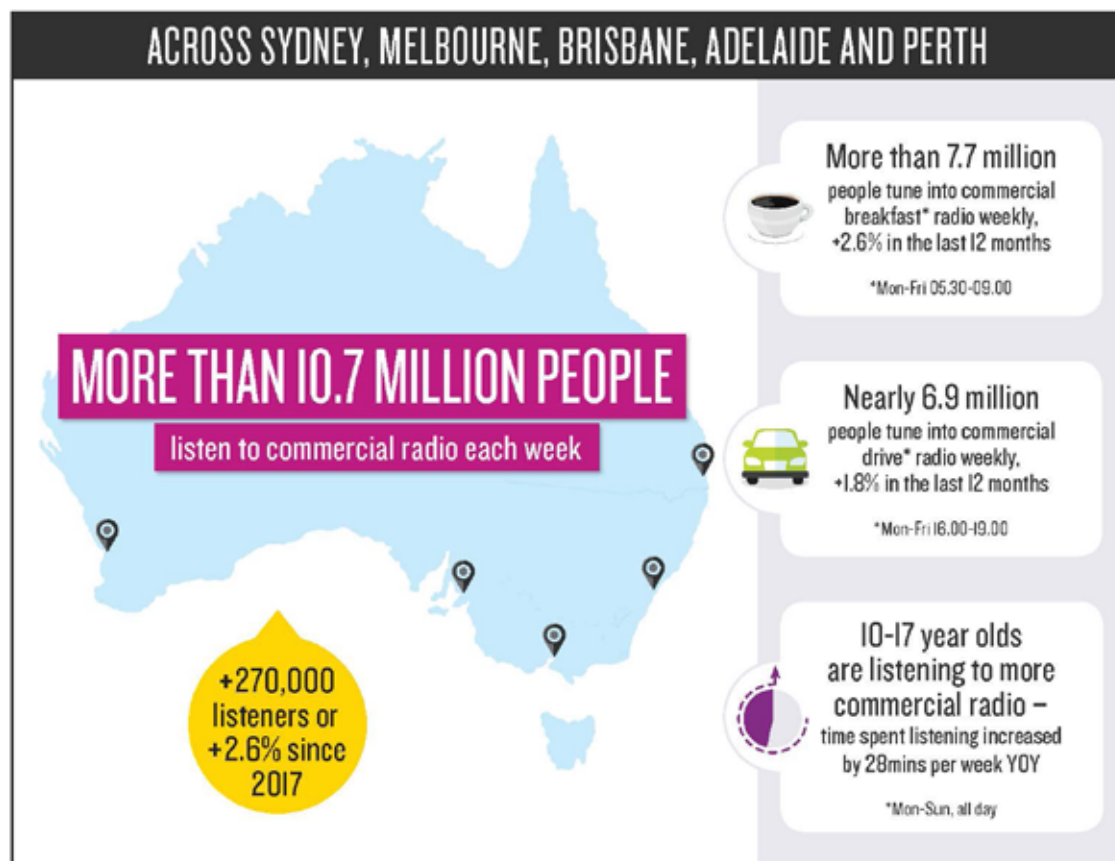 ACROSS SYDNEY, MELBOURNE, BRISBANE, ADELAIDE AND PERTH
MORE THAN 10.7 MILLION PEOPLE
listen to commercial radio each week
+270,000
listeners or
+2.6% since
2017
More than 7.7 million
people tune into commercial
breakfast* radio weekly,
+2.6% in the last 12 months
*Mon-Fri 05.30-09.00
Nearly 6.9 million
people tune into commercial
drive* radio weekly,
+1.8% in the last 12 months
*Mon-Fri 16.00-19.00
10-17 year olds
are listening to more
commercial radio –
time spent listening increased
by 28mins per week YOY
*Mon-Sun, all day